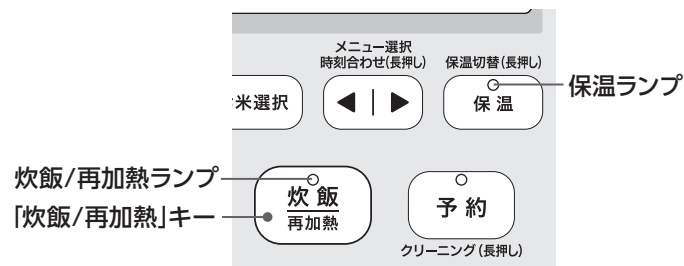 メニュー選択
時刻合わせ(長押し)
保温切替(長押し)
米選択
保温
保温ランプ
炊飯/再加熱ランプ
「炊飯/再加熱」キー
炊飯
再加熱
予約
クリーニング(長押し)